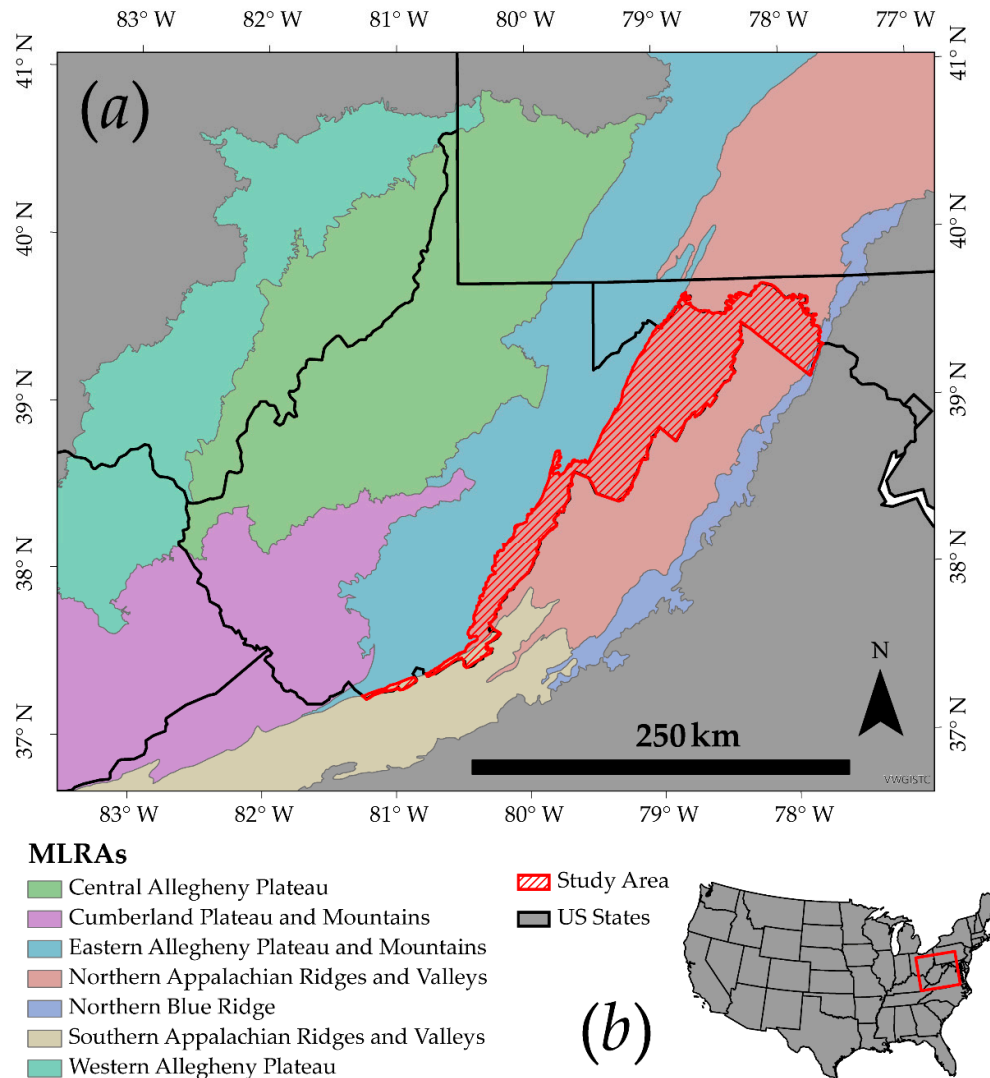 83° W 82° W 81° W 80° W 79° W 78° W 77° W
41° N
41° N
(a)
40° N
40° N
39° N
39° N
38° N
38° N
N
37° N
37° N
250 km
VWGISTC
83° W 82° W 81° W 80° W 79° W 78° W
MLRAs
Central Allegheny Plateau
Cumberland Plateau and Mountains
Eastern Allegheny Plateau and Mountains
Northern Appalachian Ridges and Valleys
Northern Blue Ridge
Southern Appalachian Ridges and Valleys
Western Allegheny Plateau
Study Area
US States
(b)